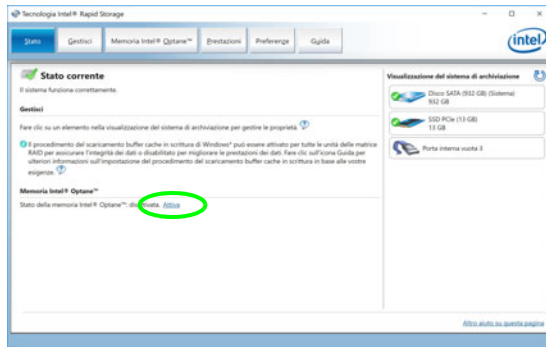 Tecnologia Intel® Rapid Storage
Stato
Gestisci
Memoria Intel® Optane™
Prestazioni
Preferenze
Guida
intel
Stato corrente
Il sistema funziona correttamente.
Gestisci
Fare clic su un elemento nella visualizzazione del sistema di archiviazione per gestire le proprietà.
Il procedimento del scaricamento buffer cache in scrittura di Windows* può essere attivato per tutte le unità delle matrice
RAID per assicurare l'integrità dei dati o disabilitato per migliorare le prestazioni dei dati. Fare clic sull'icona Guida per
ulteriori informazioni sull'impostazione del procedimento del scaricamento buffer cache in scrittura in base alle vostre
esigenze.
Memoria Intel® Optane™
Stato della memoria Intel® Optane™: disattivata. Attiva
Visualizzazione del sistema di archiviazione
Disco SATA (932 GB) (Sistema)
932 GB
SSD PCIe (13 GB)
13 GB
Porta interna vuota 3
Altro aiuto su questa pagina